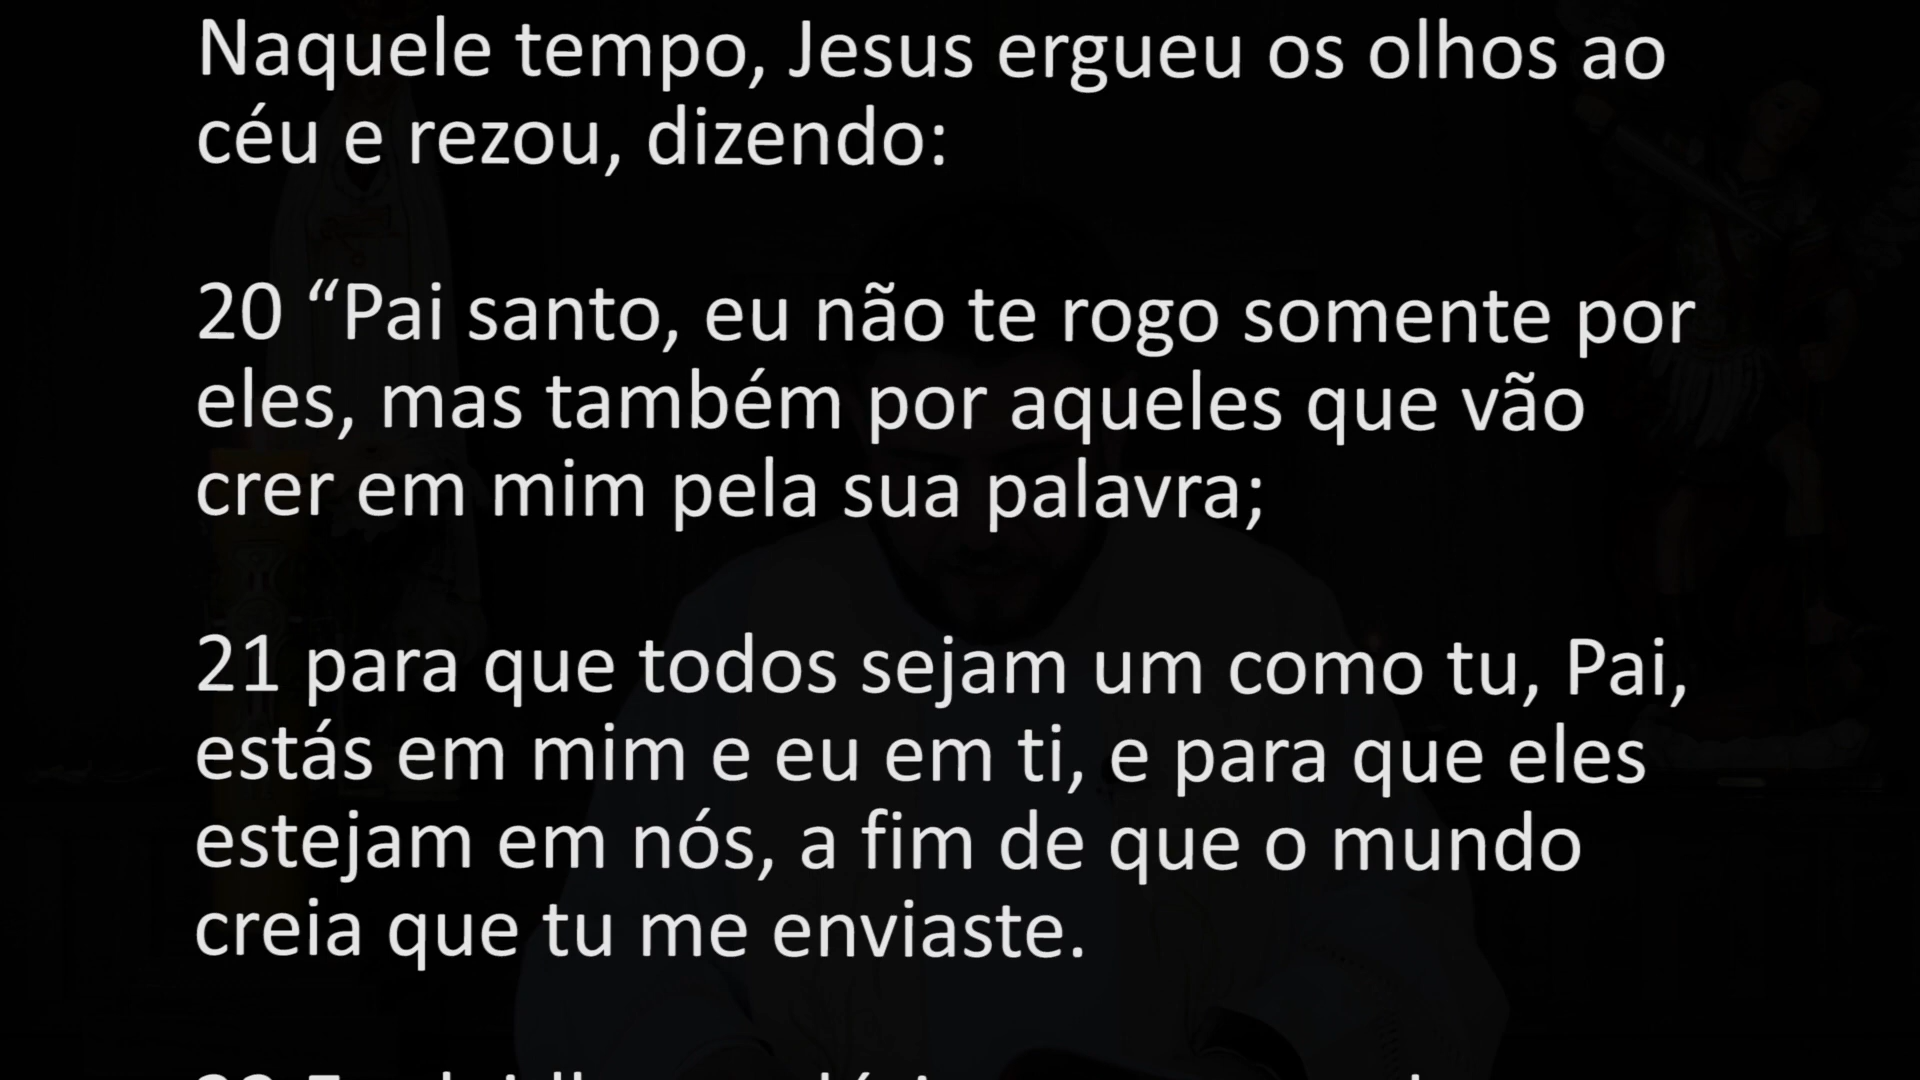 Naquele tempo, Jesus ergueu os olhos ao
céu e rezou, dizendo:
20 “Pai santo, eu não te rogo somente por
eles, mas também por aqueles que vão
crer em mim pela sua palavra;
21 para que todos sejam um como tu, Pai,
estás em mim e eu em ti, e para que eles
estejam em nós, a fim de que o mundo
creia que tu me enviaste.